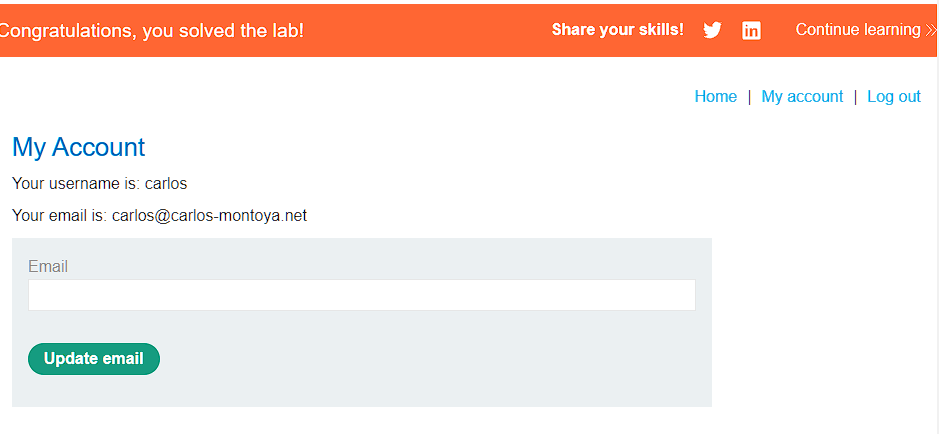 Congratulations, you solved the lab! Share your skills! Continue learning »
Home | My account | Log out
My Account
Your username is: carlos
Your email is: carlos@carlos-montoya.net
Email
Update email